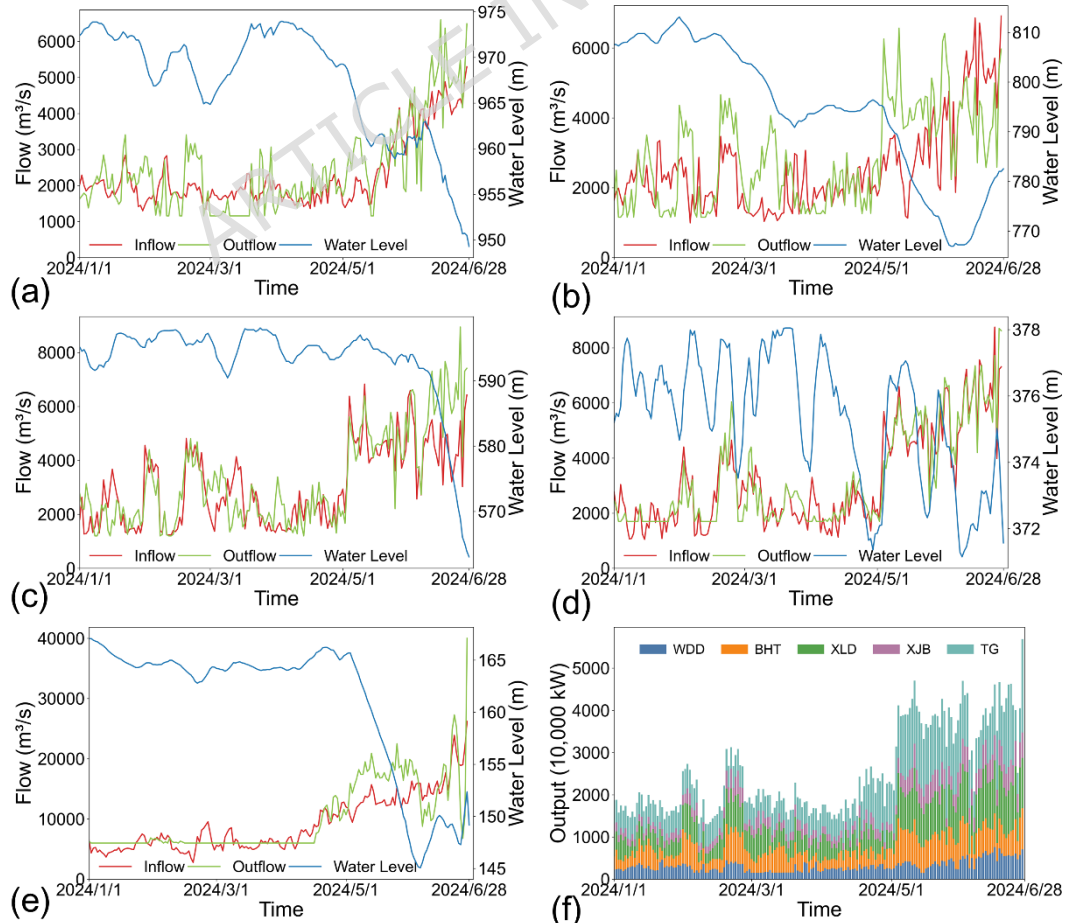 ARTICLE IN
6000
5000
4000
3000
2000
1000
0
Flow (m³/s)
975
970
965
960
955
950
Water Level (m)
Inflow Outflow Water Level
2024/1/1 2024/3/1 2024/5/1 2024/6/28
Time
(a)
6000
4000
2000
0
Flow (m³/s)
810
800
790
780
770
Water Level (m)
Inflow Outflow Water Level
2024/1/1 2024/3/1 2024/5/1 2024/6/28
Time
(b)
8000
6000
4000
2000
0
Flow (m³/s)
590
580
570
Water Level (m)
Inflow Outflow Water Level
2024/1/1 2024/3/1 2024/5/1 2024/6/28
Time
(c)
8000
6000
4000
2000
0
Flow (m³/s)
378
376
374
372
Water Level (m)
Inflow Outflow Water Level
2024/1/1 2024/3/1 2024/5/1 2024/6/28
Time
(d)
40000
30000
20000
10000
0
Flow (m³/s)
165
160
155
150
145
Water Level (m)
Inflow Outflow Water Level
2024/1/1 2024/3/1 2024/5/1 2024/6/28
Time
(e)
WDD BHT XLD XJB TG
5000
4000
3000
2000
1000
0
Output (10,000 kW)
2024/1/1 2024/3/1 2024/5/1 2024/6/28
Time
(f)